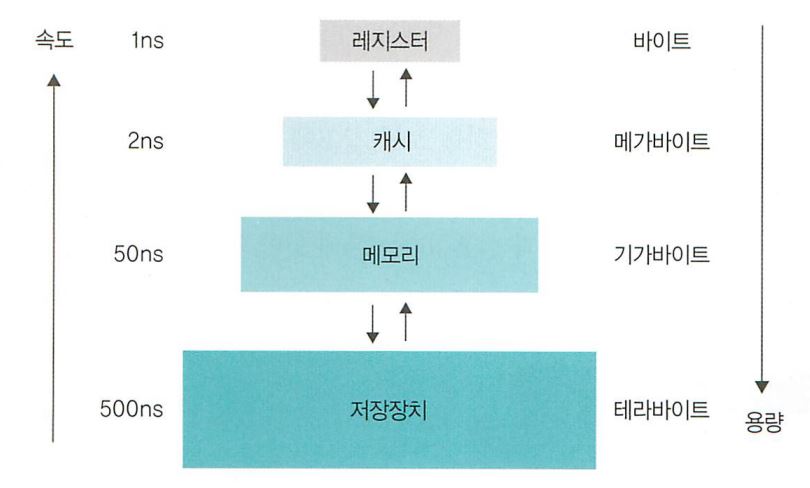 속도 1ns 레지스터 바이트
2ns 캐시 메가바이트
50ns 메모리 기가바이트
500ns 저장장치 테라바이트
용량